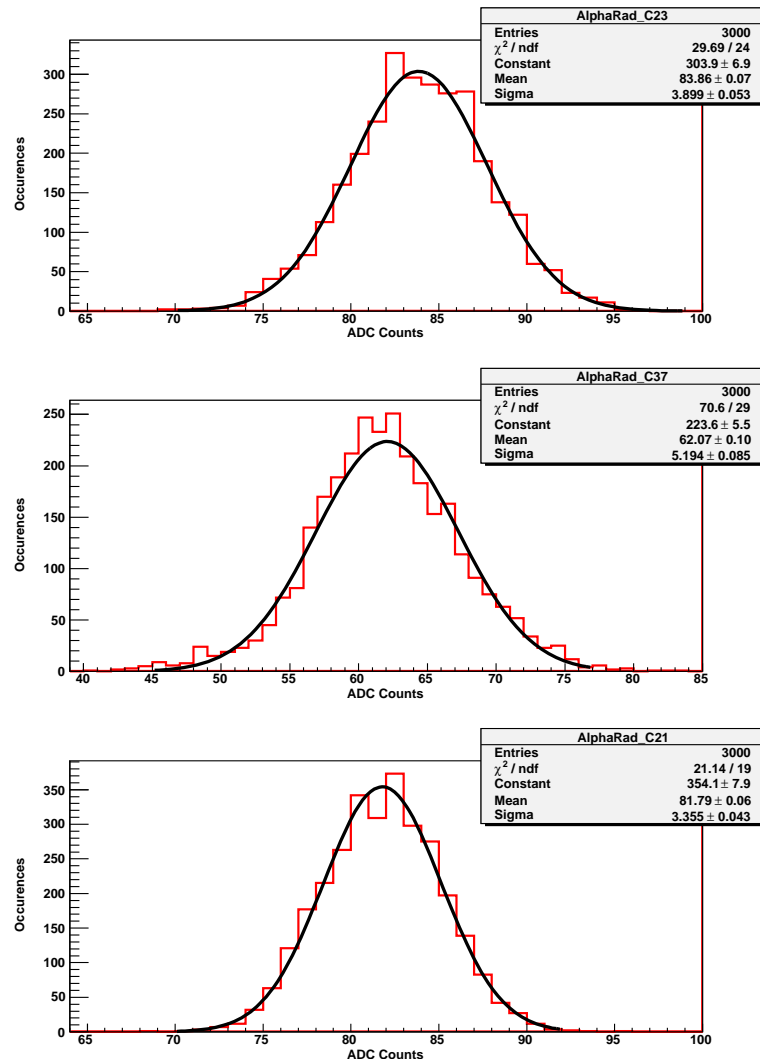 AlphaRad_C23
Entries 3000
χ² / ndf 29.69 / 24
Constant 303.9 ± 6.9
Mean 83.86 ± 0.07
Sigma 3.899 ± 0.053
Occurences
300
250
200
150
100
50
0
65 70 75 80 85 90 95 100
ADC Counts
AlphaRad_C37
Entries 3000
χ² / ndf 70.6 / 29
Constant 223.6 ± 5.5
Mean 62.07 ± 0.10
Sigma 5.194 ± 0.085
Occurences
250
200
150
100
50
0
40 45 50 55 60 65 70 75 80 85
ADC Counts
AlphaRad_C21
Entries 3000
χ² / ndf 21.14 / 19
Constant 354.1 ± 7.9
Mean 81.79 ± 0.06
Sigma 3.355 ± 0.043
Occurences
350
300
250
200
150
100
50
0
65 70 75 80 85 90 95 100
ADC Counts